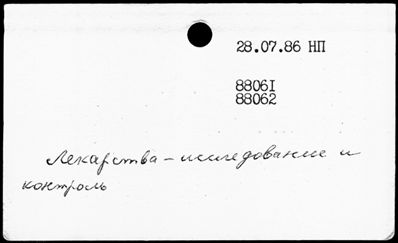 28.07.86 НП
88061
88062
Лекарства – исследование и
контроль